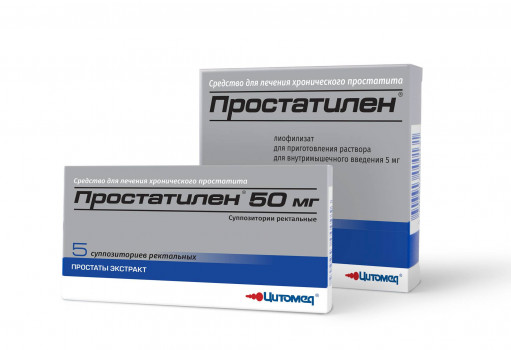 Средство для лечения хронического простатита
Простатилен®
лиофилизат
для приготовления раствора
для внутримышечного введения 5 мг
Цитомед®
Средство для лечения хронического простатита
Простатилен® 50 мг
Суппозитории ректальные
5 суппозиториев ректальных
ПРОСТАТЫ ЭКСТРАКТ
Цитомед®